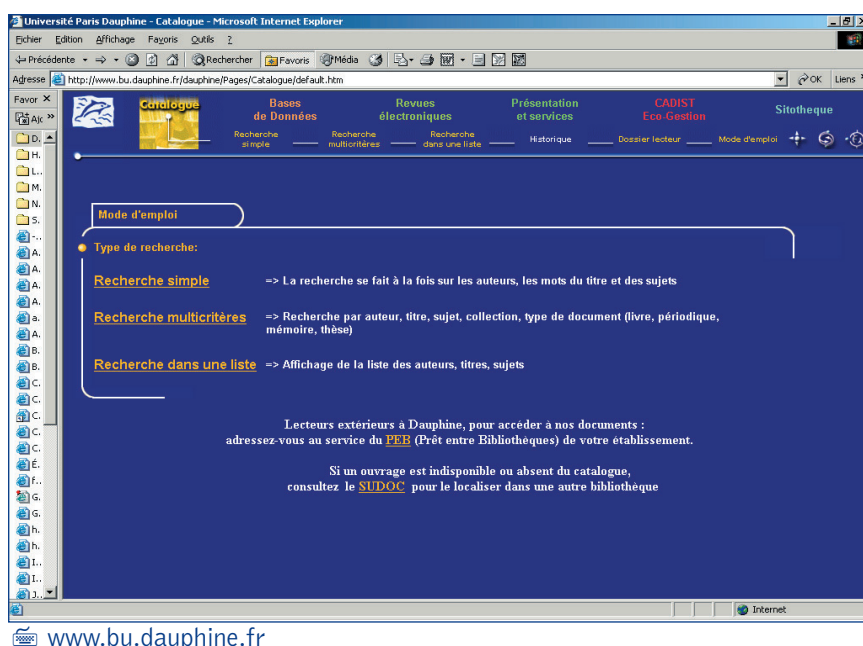 Université Paris Dauphine - Catalogue - Microsoft Internet Explorer
Fichier Edition Affichage Favoris Outils ?
Précédente Rechercher Favoris Média
Adresse http://www.bu.dauphine.fr/dauphine/Pages/Catalogue/default.htm OK Liens
Favor X
Ajc »
Catalogue
Bases de Données
Revues électroniques
Présentation et services
CADIST Eco-Gestion
Sitotheque
Recherche simple
Recherche multicritères
Recherche dans une liste
Historique
Dossier lecteur
Mode d'emploi
D.
H.
L..
M.
N.
S.
-..
A.
A.
A.
A.
a.
A.
B.
B.
C.
C.
C.
C.
C.
É.
f..
G.
G.
h.
h.
I..
I..
J..
Mode d'emploi
Type de recherche:
Recherche simple => La recherche se fait à la fois sur les auteurs, les mots du titre et des sujets
Recherche multicritères => Recherche par auteur, titre, sujet, collection, type de document (livre, périodique,
mémoire, thèse)
Recherche dans une liste => Affichage de la liste des auteurs, titres, sujets
Lecteurs extérieurs à Dauphine, pour accéder à nos documents :
adressez-vous au service du PEB (Prêt entre Bibliothèques) de votre établissement.
Si un ouvrage est indisponible ou absent du catalogue,
consultez le SUDOC pour le localiser dans une autre bibliothèque
Internet
www.bu.dauphine.fr